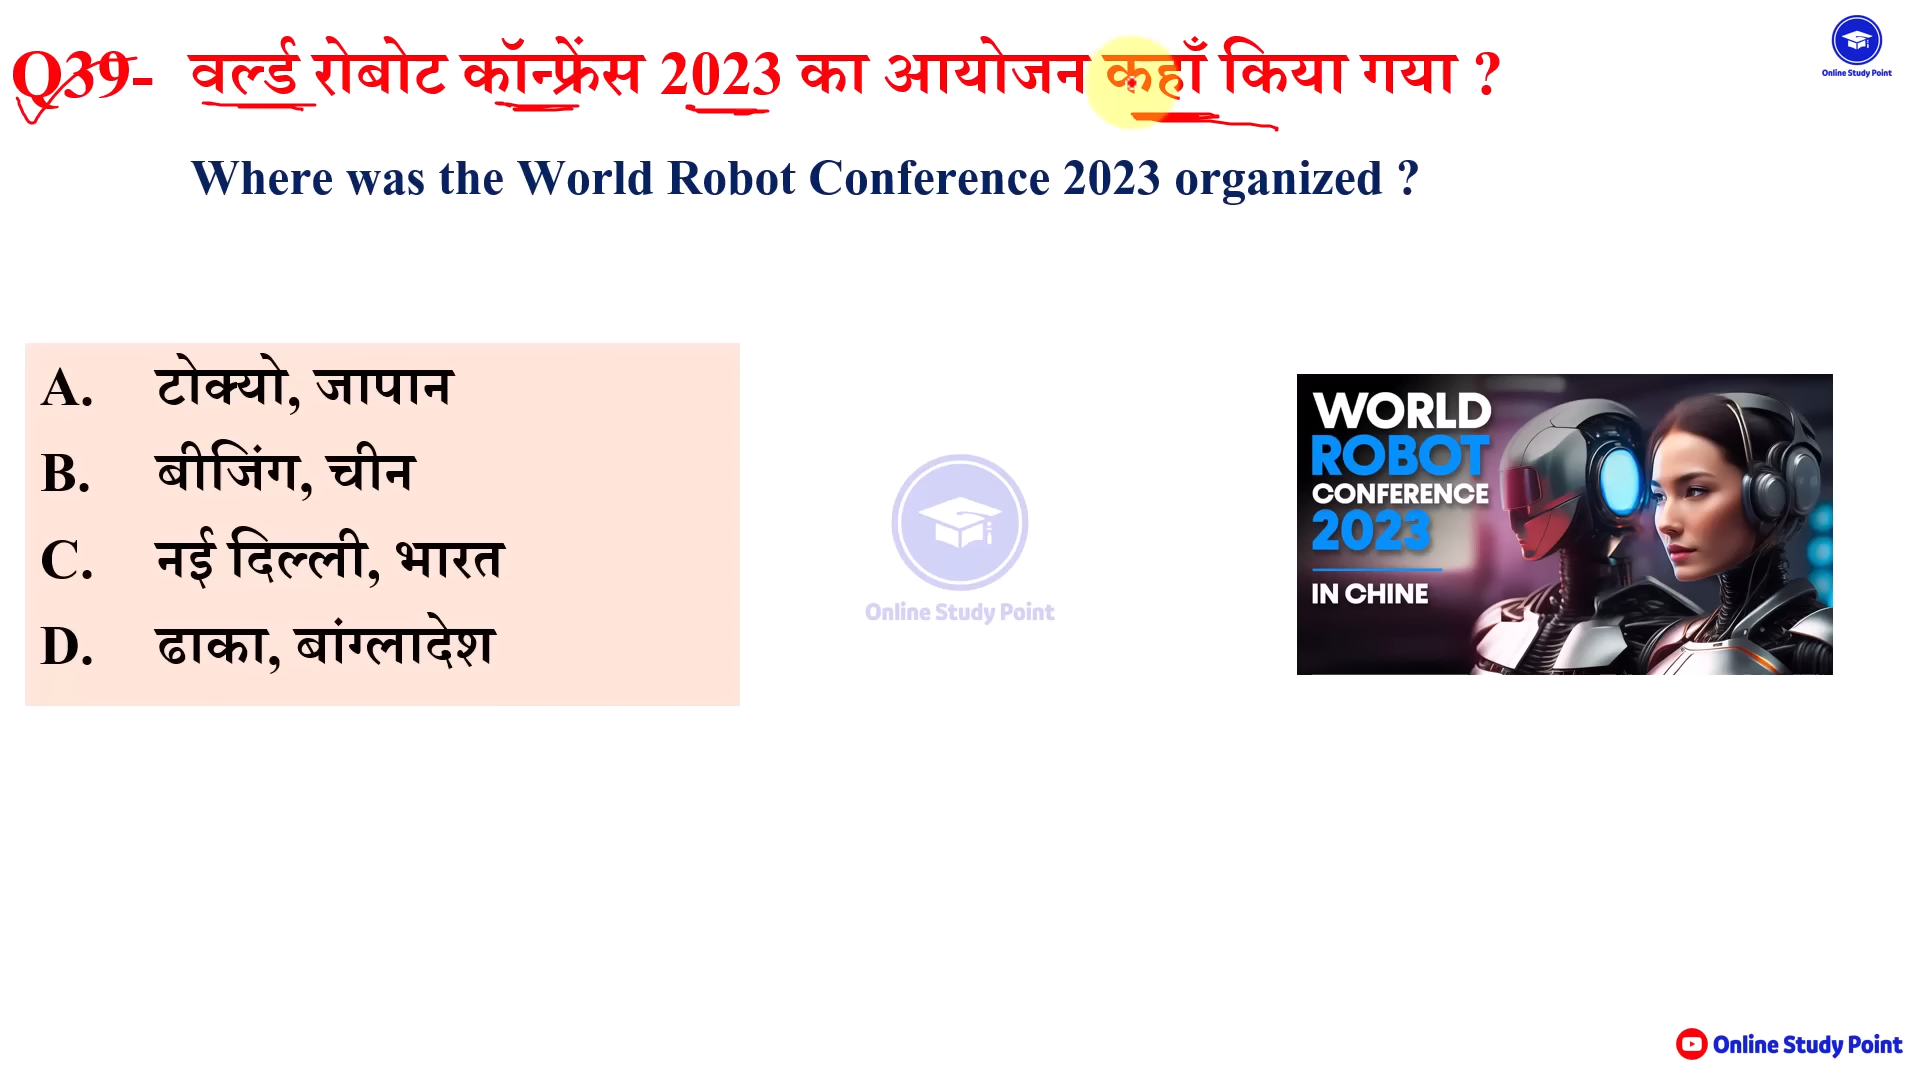 Q39- वर्ल्ड रोबोट कॉन्फ्रेंस 2023 का आयोजन कहाँ किया गया ?
Online Study Point
Where was the World Robot Conference 2023 organized ?
A. टोक्यो, जापान
B. बीजिंग, चीन
C. नई दिल्ली, भारत
D. ढाका, बांग्लादेश
Online Study Point
WORLD
ROBOT
CONFERENCE
2023
IN CHINE
Online Study Point